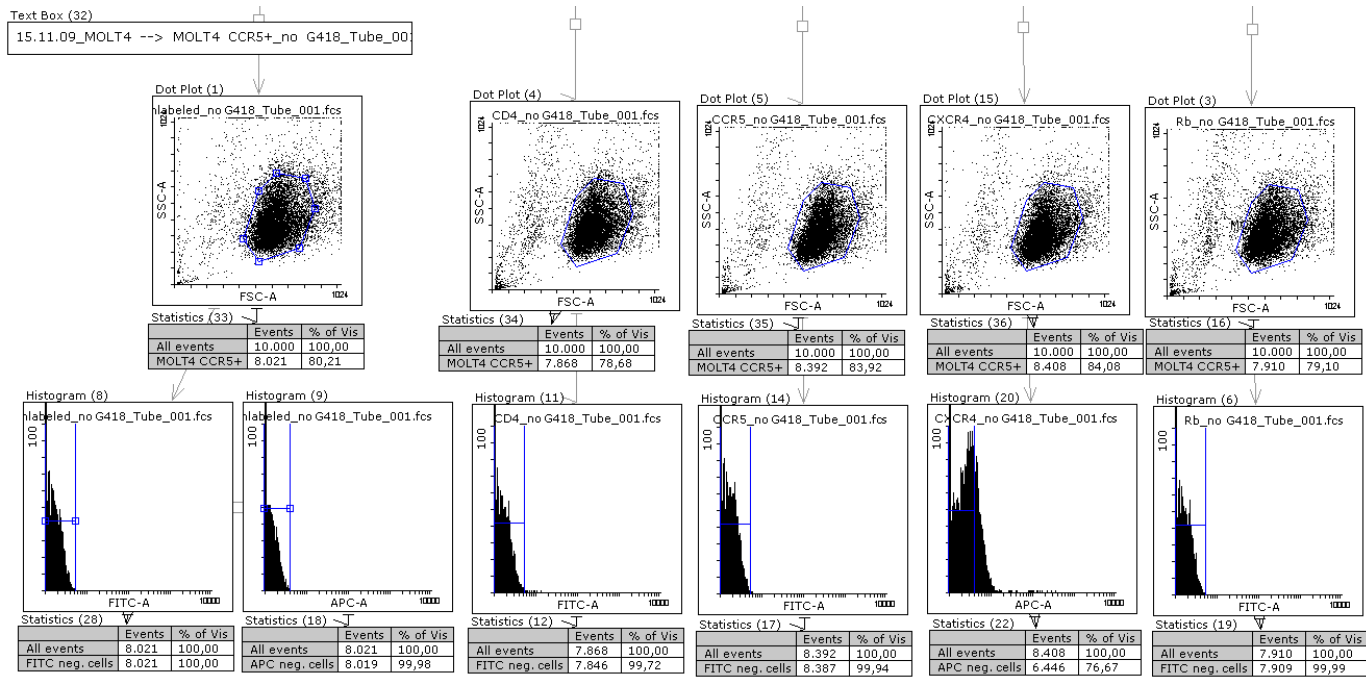 Text Box (32)
15.11.09_MOLT4 --> MOLT4 CCR5+_no G418_Tube_001
Dot Plot (1)
nlabeled_no G418_Tube_001.fcs
1024
SSC-A
FSC-A
1024
Dot Plot (4)
CD4_no G418_Tube_001.fcs
1024
SSC-A
FSC-A
1024
Dot Plot (5)
CCR5_no G418_Tube_001.fcs
1024
SSC-A
FSC-A
1024
Dot Plot (15)
CXCR4_no G418_Tube_001.fcs
1024
SSC-A
FSC-A
1024
Dot Plot (3)
Rb_no G418_Tube_001.fcs
1024
SSC-A
FSC-A
1024
Statistics (33)
Events % of Vis
All events 10.000 100,00
MOLT4 CCR5+ 8.021 80,21
Statistics (34)
Events % of Vis
All events 10.000 100,00
MOLT4 CCR5+ 7.868 78,68
Statistics (35)
Events % of Vis
All events 10.000 100,00
MOLT4 CCR5+ 8.392 83,92
Statistics (36)
Events % of Vis
All events 10.000 100,00
MOLT4 CCR5+ 8.408 84,08
Statistics (16)
Events % of Vis
All events 10.000 100,00
MOLT4 CCR5+ 7.910 79,10
Histogram (8)
nlabeled_no G418_Tube_001.fcs
100
FITC-A
Histogram (9)
nlabeled_no G418_Tube_001.fcs
100
APC-A
Histogram (11)
CD4_no G418_Tube_001.fcs
100
FITC-A
Histogram (14)
CCR5_no G418_Tube_001.fcs
100
FITC-A
Histogram (20)
CXCR4_no G418_Tube_001.fcs
100
APC-A
Histogram (6)
Rb_no G418_Tube_001.fcs
100
FITC-A
Statistics (28)
Events % of Vis
All events 8.021 100,00
FITC neg. cells 8.021 100,00
Statistics (18)
Events % of Vis
All events 8.021 100,00
APC neg. cells 8.019 99,98
Statistics (12)
Events % of Vis
All events 7.868 100,00
FITC neg. cells 7.846 99,72
Statistics (17)
Events % of Vis
All events 8.392 100,00
FITC neg. cells 8.387 99,94
Statistics (22)
Events % of Vis
All events 8.408 100,00
APC neg. cells 6.446 76,67
Statistics (19)
Events % of Vis
All events 7.910 100,00
FITC neg. cells 7.909 99,99